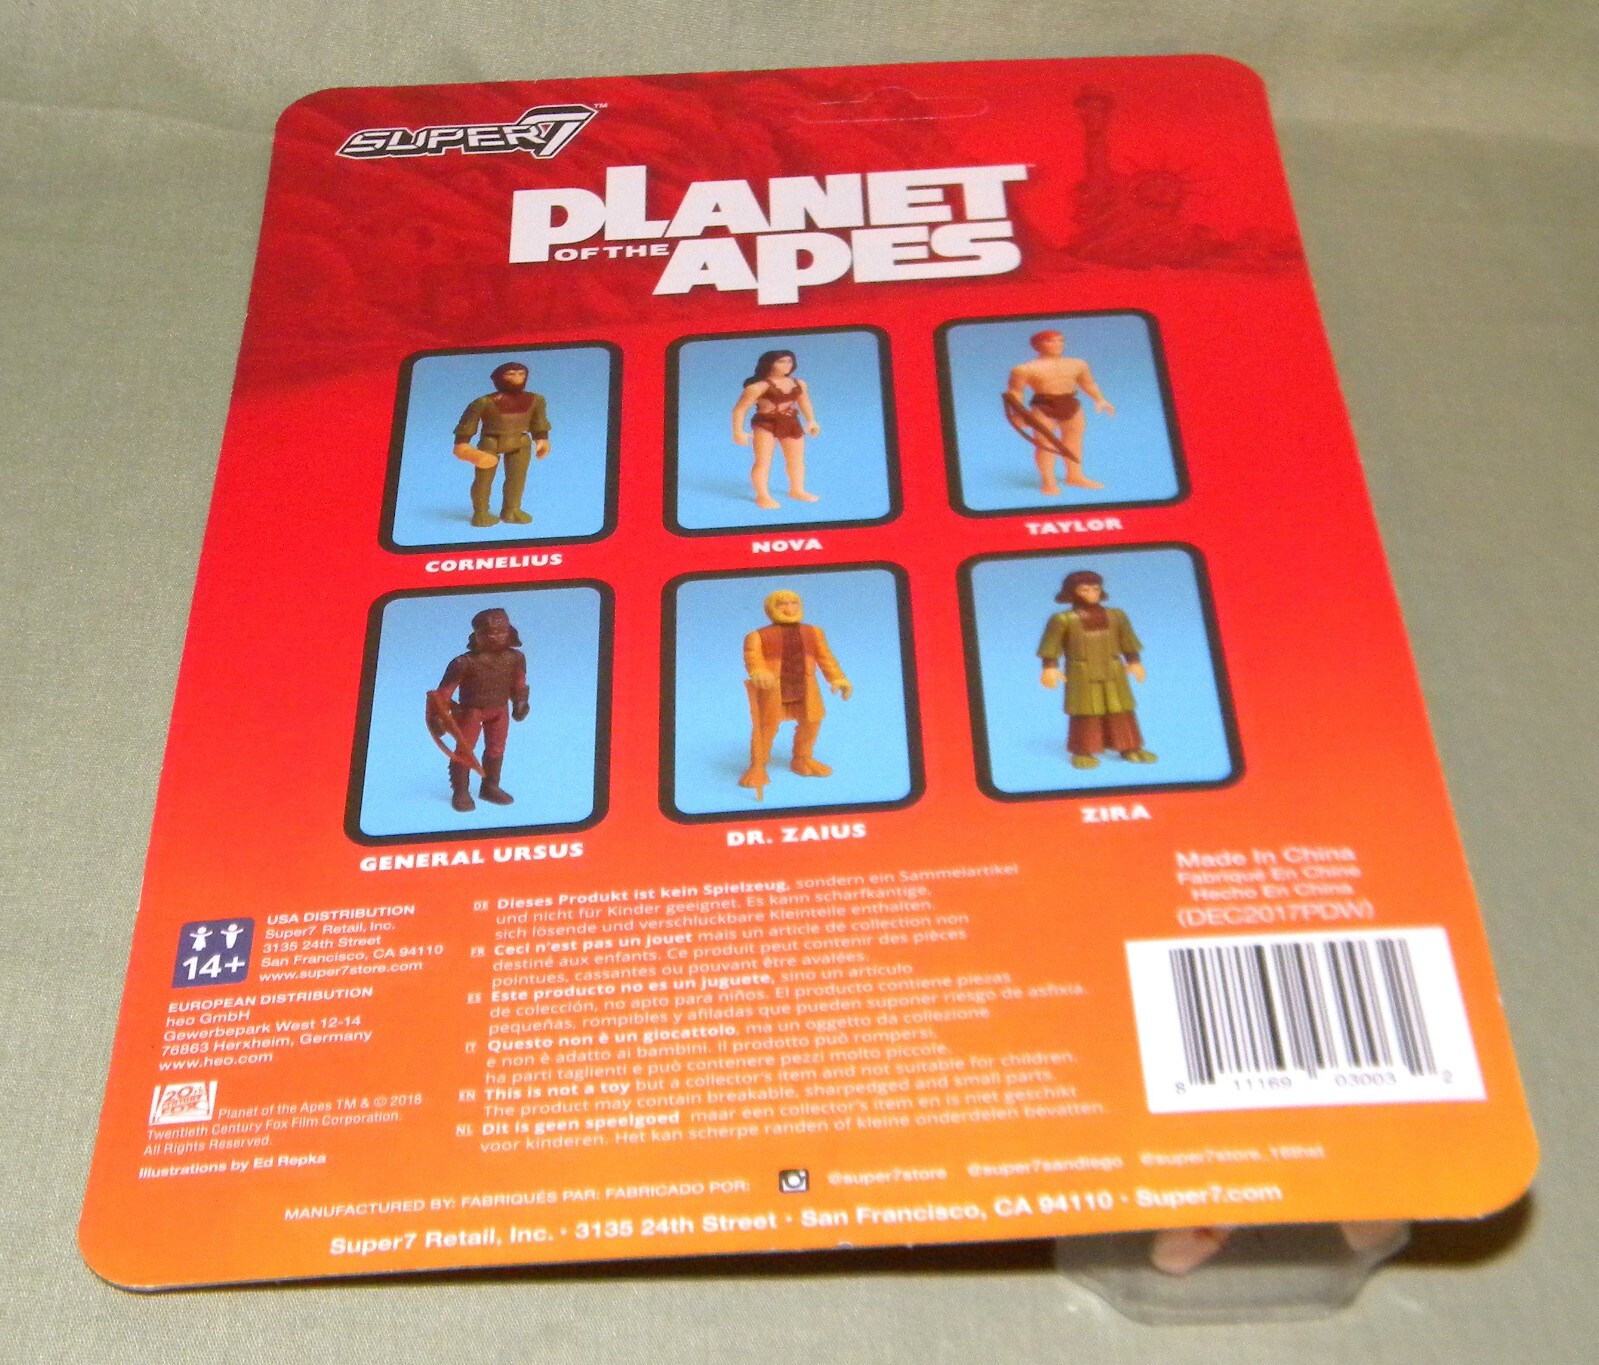 SUPER7™
PLANET
OF THE
APES
CORNELIUS
NOVA
TAYLOR
GENERAL URSUS
DR. ZAIUS
ZIRA
14+
USA DISTRIBUTION
Super7 Retail, Inc.
3135 24th Street
San Francisco, CA 94110
www.super7store.com
EUROPEAN DISTRIBUTION
heo GmbH
Gewerbepark West 12-14
76863 Herxheim, Germany
www.heo.com
Planet of the Apes TM & © 2018
Twentieth Century Fox Film Corporation.
All Rights Reserved.
Illustrations by Ed Repka
DE Dieses Produkt ist kein Spielzeug, sondern ein Sammelartikel
und nicht für Kinder geeignet. Es kann scharfkantige,
sich lösende und verschluckbare Kleinteile enthalten.
FR Ceci n'est pas un jouet mais un article de collection non
destiné aux enfants. Ce produit peut contenir des pièces
pointues, cassantes ou pouvant être avalées.
ES Este producto no es un juguete, sino un artículo
de colección, no apto para niños. El producto contiene piezas
pequeñas, rompibles y afiladas que pueden suponer riesgo de asfixia.
IT Questo non è un giocattolo, ma un oggetto da collezione
e non è adatto ai bambini. Il prodotto può rompersi,
ha parti taglienti e può contenere pezzi molto piccole.
EN This is not a toy but a collector's item and not suitable for children.
The product may contain breakable, sharpedged and small parts.
NL Dit is geen speelgoed maar een collector's item en is niet geschikt
voor kinderen. Het kan scherpe randen of kleine onderdelen bevatten.
Made In China
Fabriqué En Chine
Hecho En China
(DEC2017PDW)
8 11169 03003 2
MANUFACTURED BY: FABRIQUÉS PAR: FABRICADO POR:
@super7store @super7sandiego
Super7 Retail, Inc. • 3135 24th Street • San Francisco, CA 94110 • Super7.com